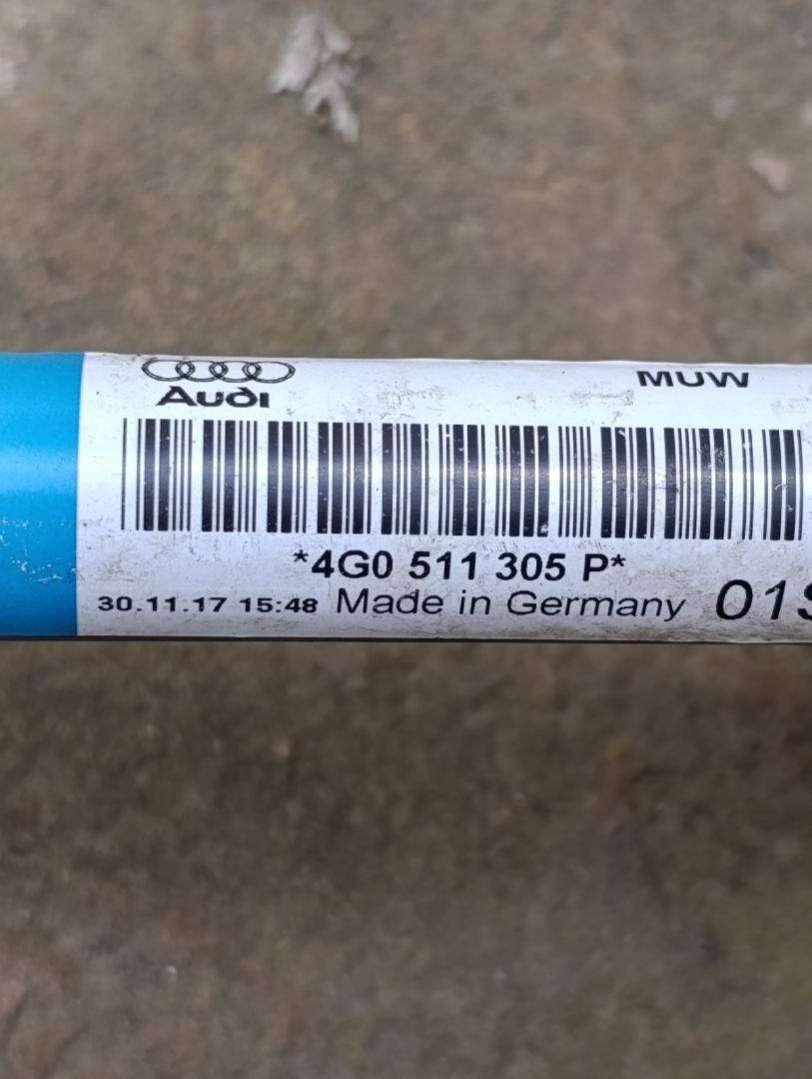 Audi
MUW
*4G0 511 305 P*
30.11.17 15:48 Made in Germany